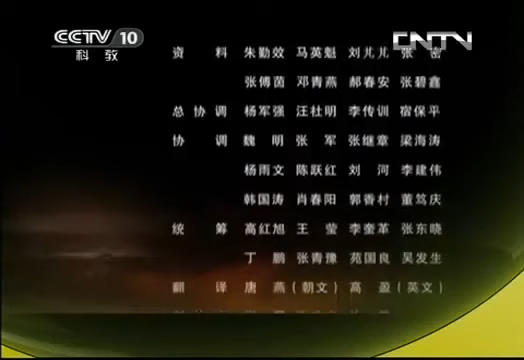 CCTV 10
科教
CNTV
资 料 朱勤效 马英魁 刘尤尤 张 密
张傅茵 邓青燕 郝春安 张碧鑫
总协调 杨军强 汪杜明 李传训 宿保平
协 调 魏 明 张 军 张继章 梁海涛
杨雨文 陈跃红 刘 河 李建伟
韩国涛 肖春阳 郭香村 董笃庆
统 筹 高红旭 王 莹 李奎革 张东晓
丁 鹏 张青豫 苑国良 吴发生
翻 译 唐 燕(朝文) 高 盈(英文)